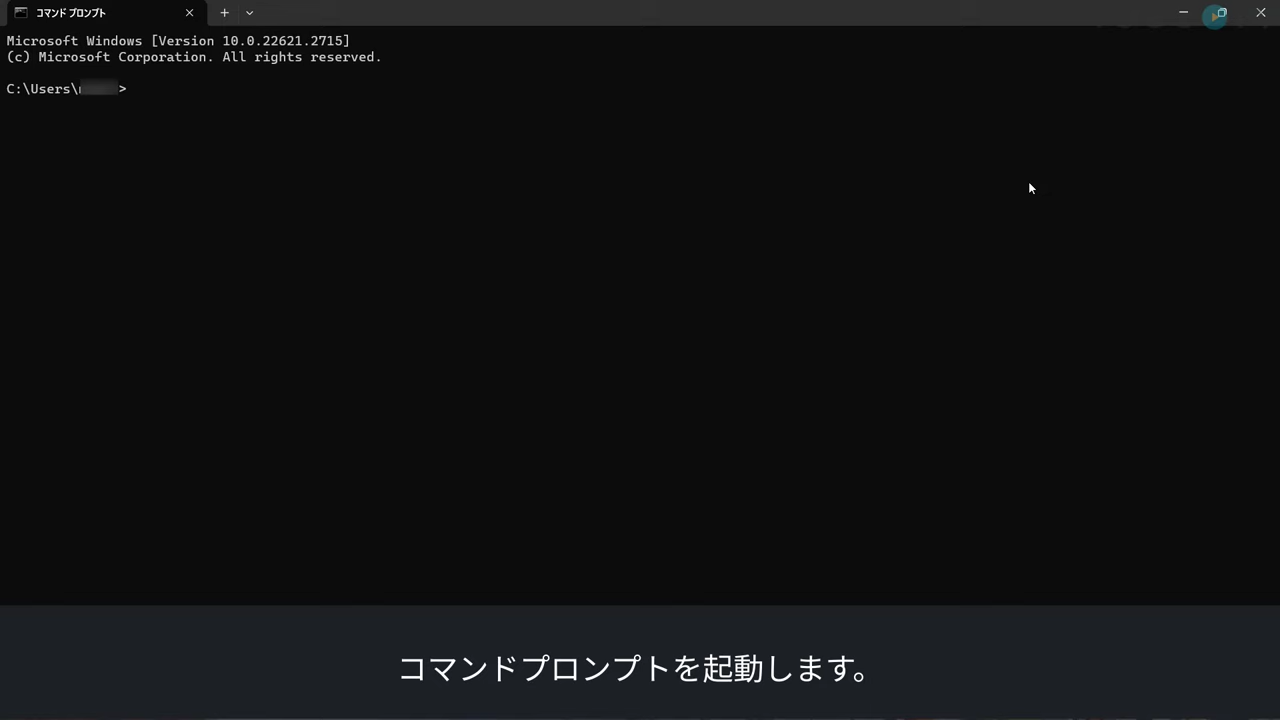 コマンド プロンプト
Microsoft Windows [Version 10.0.22621.2715]
(c) Microsoft Corporation. All rights reserved.
C:\Users\ >
コマンドプロンプトを起動します。